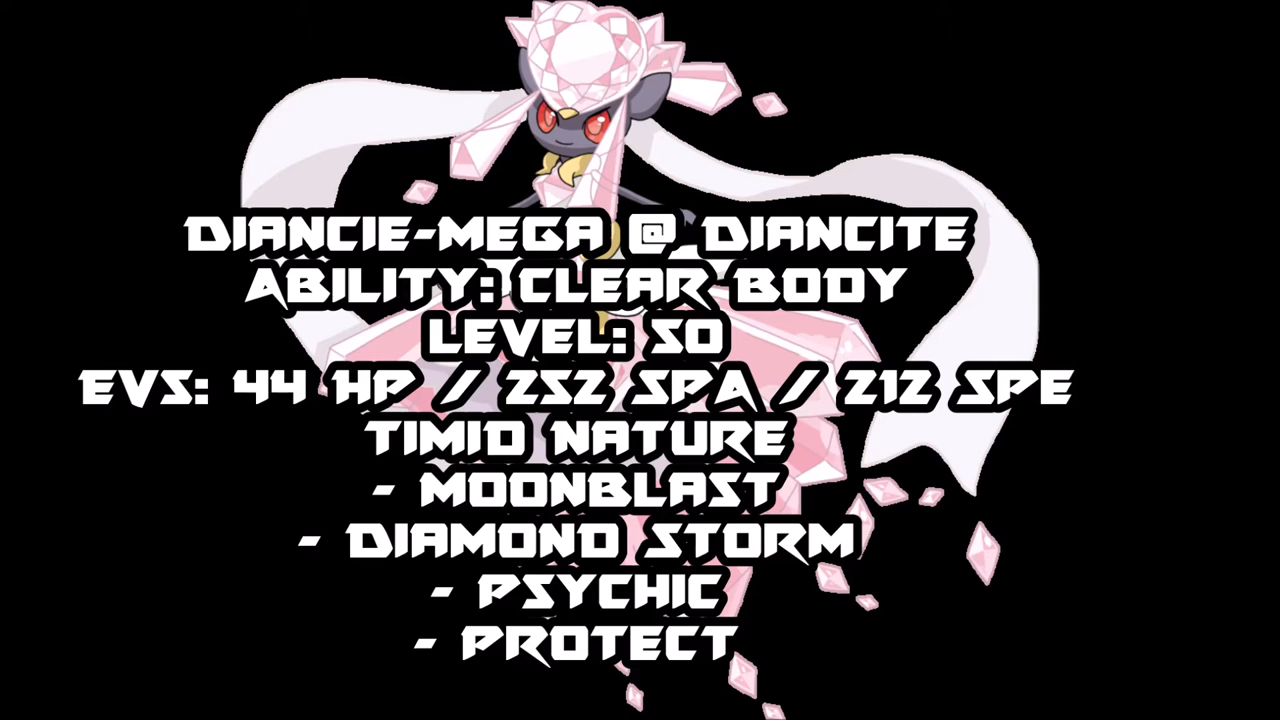 DIANCIE-MEGA @ DIANCITE
ABILITY: CLEAR BODY
LEVEL: 50
EVS: 44 HP / 252 SPA / 212 SPE
TIMID NATURE
- MOONBLAST
- DIAMOND STORM
- PSYCHIC
- PROTECT